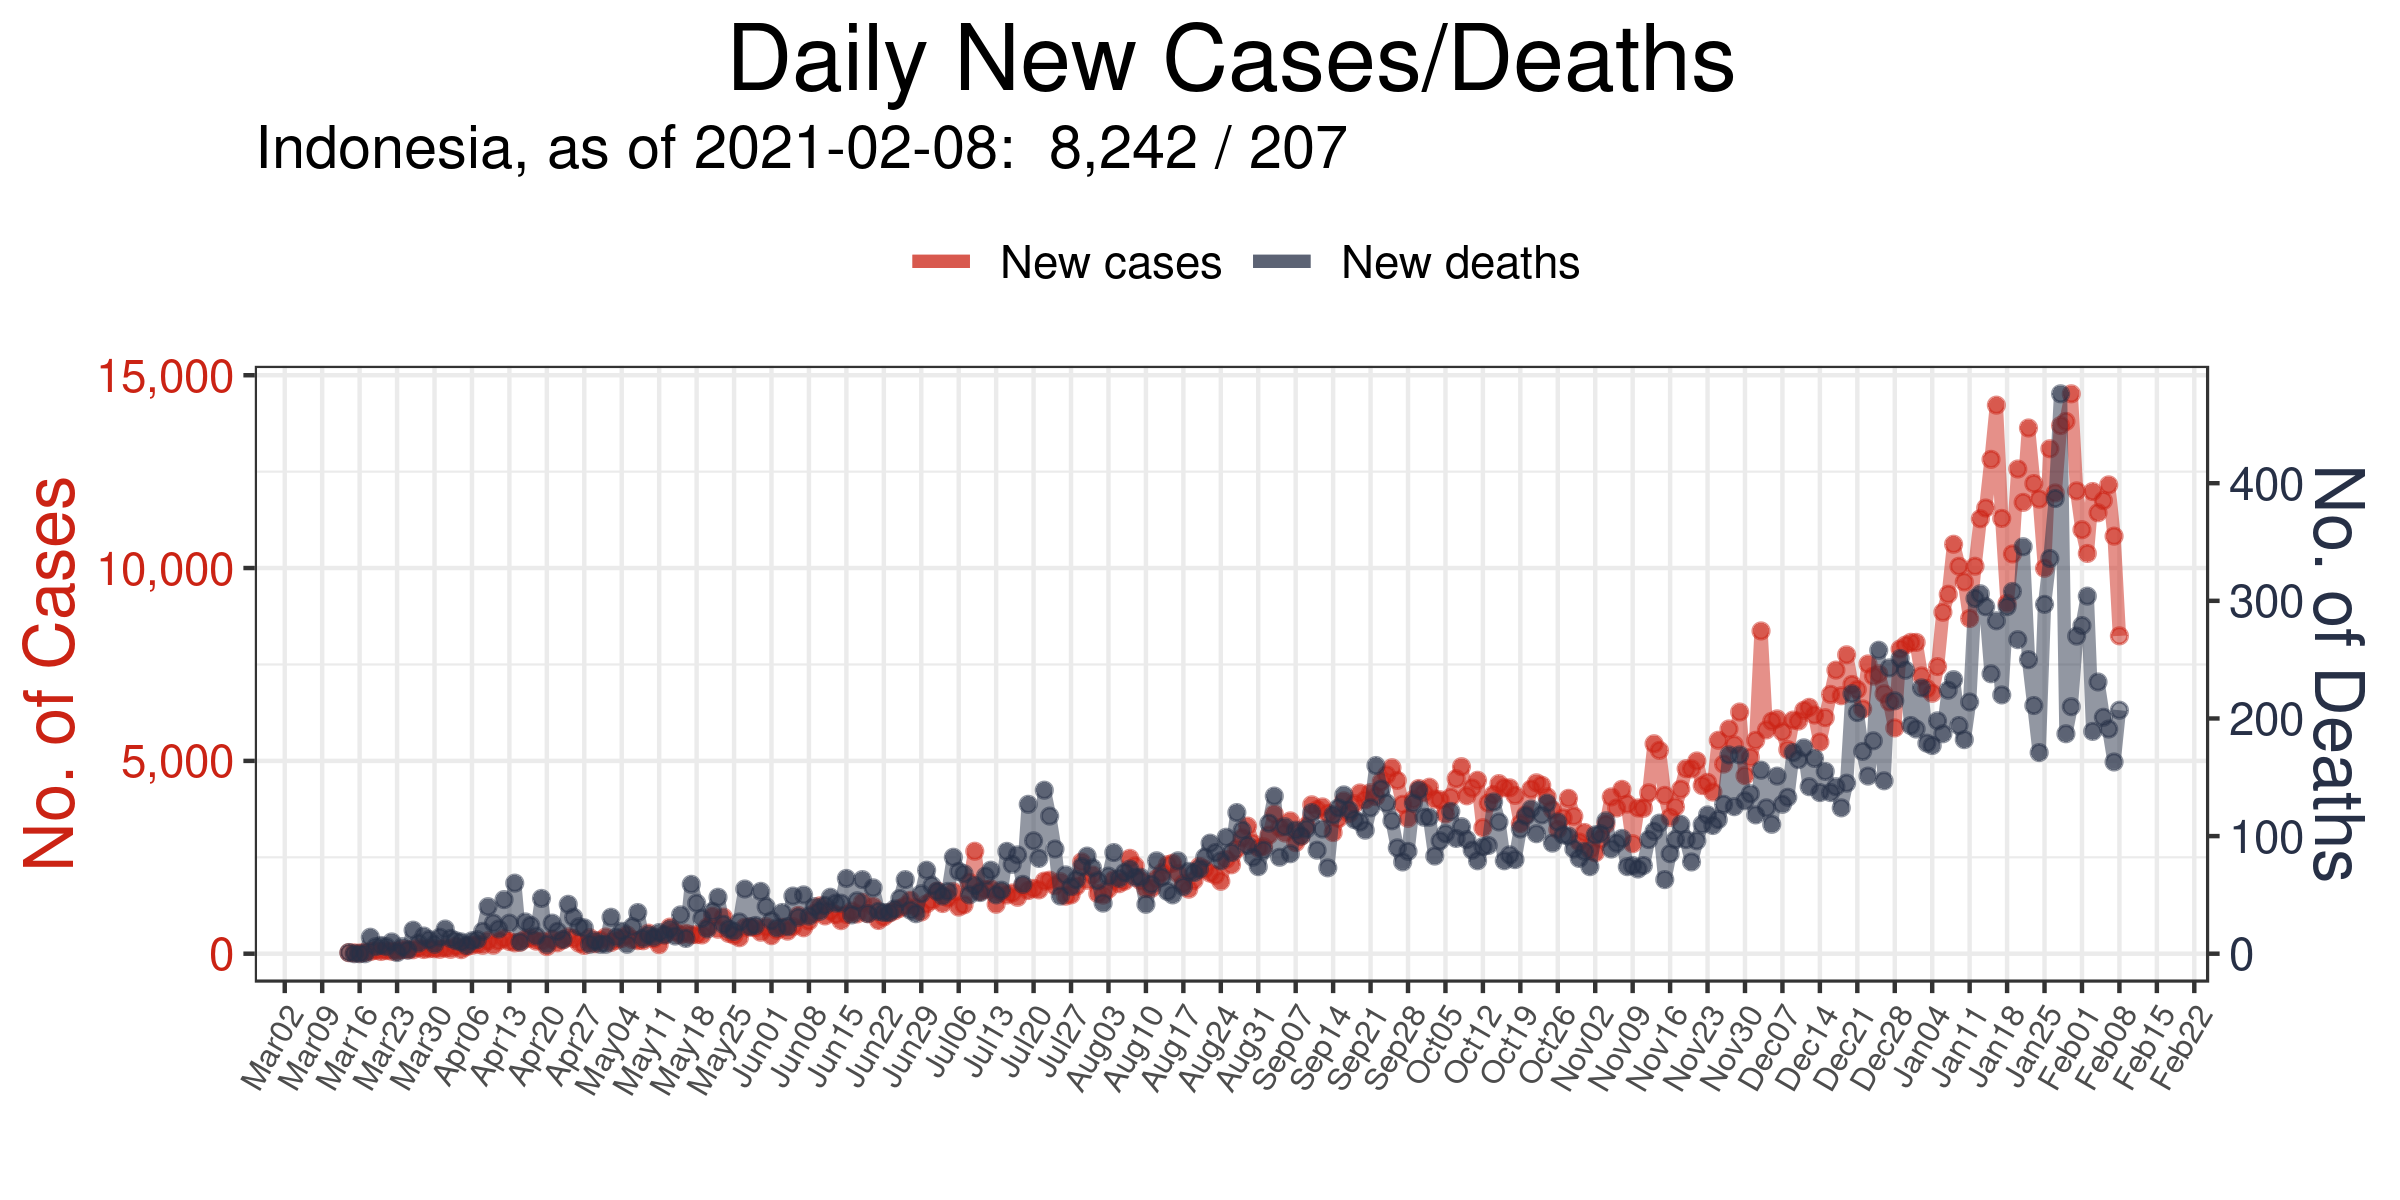 Daily New Cases/Deaths
Indonesia, as of 2021-02-08:  8,242 / 207
New cases
New deaths
No. of Cases
15,000
10,000
5,000
0
No. of Deaths
400
300
200
100
0
Mar02
Mar09
Mar16
Mar23
Mar30
Apr06
Apr13
Apr20
Apr27
May04
May11
May18
May25
Jun01
Jun08
Jun15
Jun22
Jun29
Jul06
Jul13
Jul20
Jul27
Aug03
Aug10
Aug17
Aug24
Aug31
Sep07
Sep14
Sep21
Sep28
Oct05
Oct12
Oct19
Oct26
Nov02
Nov09
Nov16
Nov23
Nov30
Dec07
Dec14
Dec21
Dec28
Jan04
Jan11
Jan18
Jan25
Feb01
Feb08
Feb15
Feb22